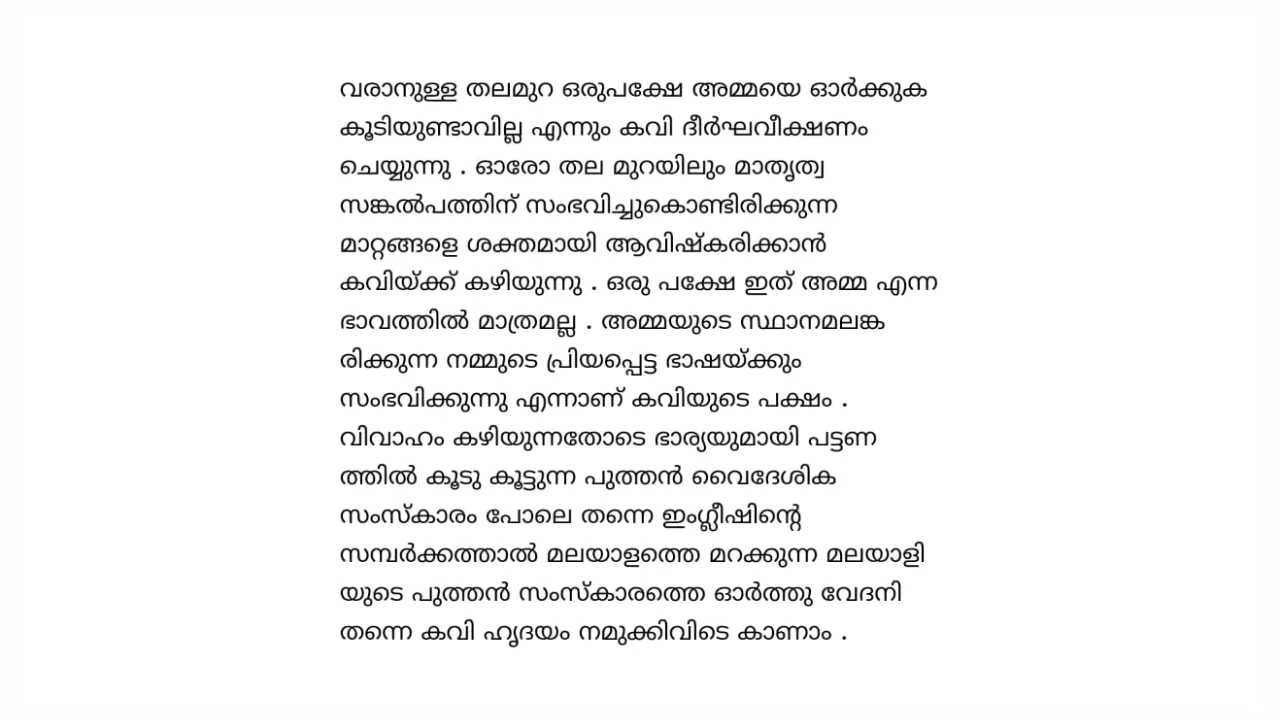 വരാനുള്ള തലമുറ ഒരുപക്ഷേ അമ്മയെ ഓർക്കുക
കൂടിയുണ്ടാവില്ല എന്നും കവി ദീർഘവീക്ഷണം
ചെയ്യുന്നു . ഓരോ തല മുറയിലും മാതൃത്വ
സങ്കൽപത്തിന് സംഭവിച്ചുകൊണ്ടിരിക്കുന്ന
മാറ്റങ്ങളെ ശക്തമായി ആവിഷ്കരിക്കാൻ
കവിയ്ക്ക് കഴിയുന്നു . ഒരു പക്ഷേ ഇത് അമ്മ എന്ന
ഭാവത്തിൽ മാത്രമല്ല . അമ്മയുടെ സ്ഥാനമലങ്ക
രിക്കുന്ന നമ്മുടെ പ്രിയപ്പെട്ട ഭാഷയ്ക്കും
സംഭവിക്കുന്നു എന്നാണ് കവിയുടെ പക്ഷം .
വിവാഹം കഴിയുന്നതോടെ ഭാര്യയുമായി പട്ടണ
ത്തിൽ കൂടു കൂട്ടുന്ന പുത്തൻ വൈദേശിക
സംസ്കാരം പോലെ തന്നെ ഇംഗ്ലീഷിന്റെ
സമ്പർക്കത്താൽ മലയാളത്തെ മറക്കുന്ന മലയാളി
യുടെ പുത്തൻ സംസ്കാരത്തെ ഓർത്തു വേദനി
തന്നെ കവി ഹൃദയം നമുക്കിവിടെ കാണാം .